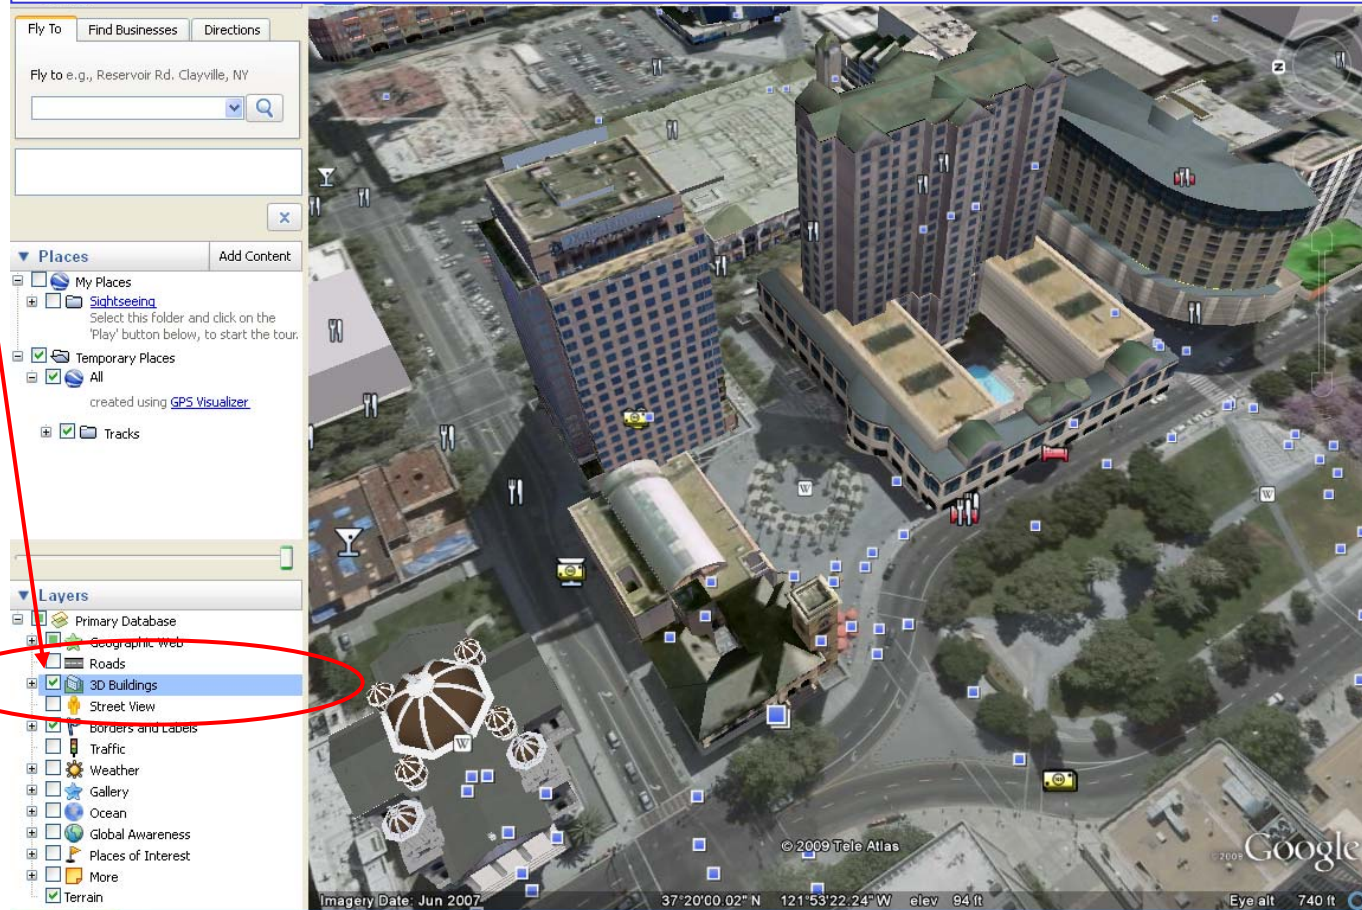 Fly To Find Businesses Directions
Fly to e.g., Reservoir Rd. Clayville, NY
Places Add Content
My Places
Sightseeing
Select this folder and click on the
'Play' button below, to start the tour.
Temporary Places
All
created using GPS Visualizer
Tracks
Layers
Primary Database
Geographic Web
Roads
3D Buildings
Street View
Borders and Labels
Traffic
Weather
Gallery
Ocean
Global Awareness
Places of Interest
More
Terrain
N
W
W
W
© 2009 Tele Atlas
© 2009 Google
Imagery Date: Jun 2007 37°20'00.02" N 121°53'22.24" W elev 94 ft Eye alt 740 ft